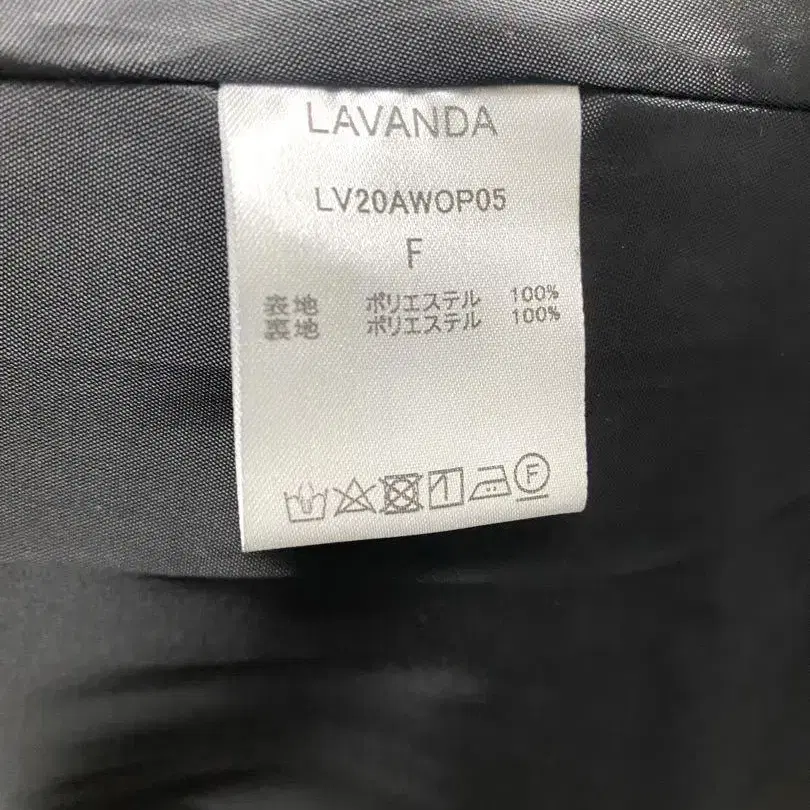 LAVANDA
LV20AWOP05
F
表地 ポリエステル 100%
裏地 ポリエステル 100%
F